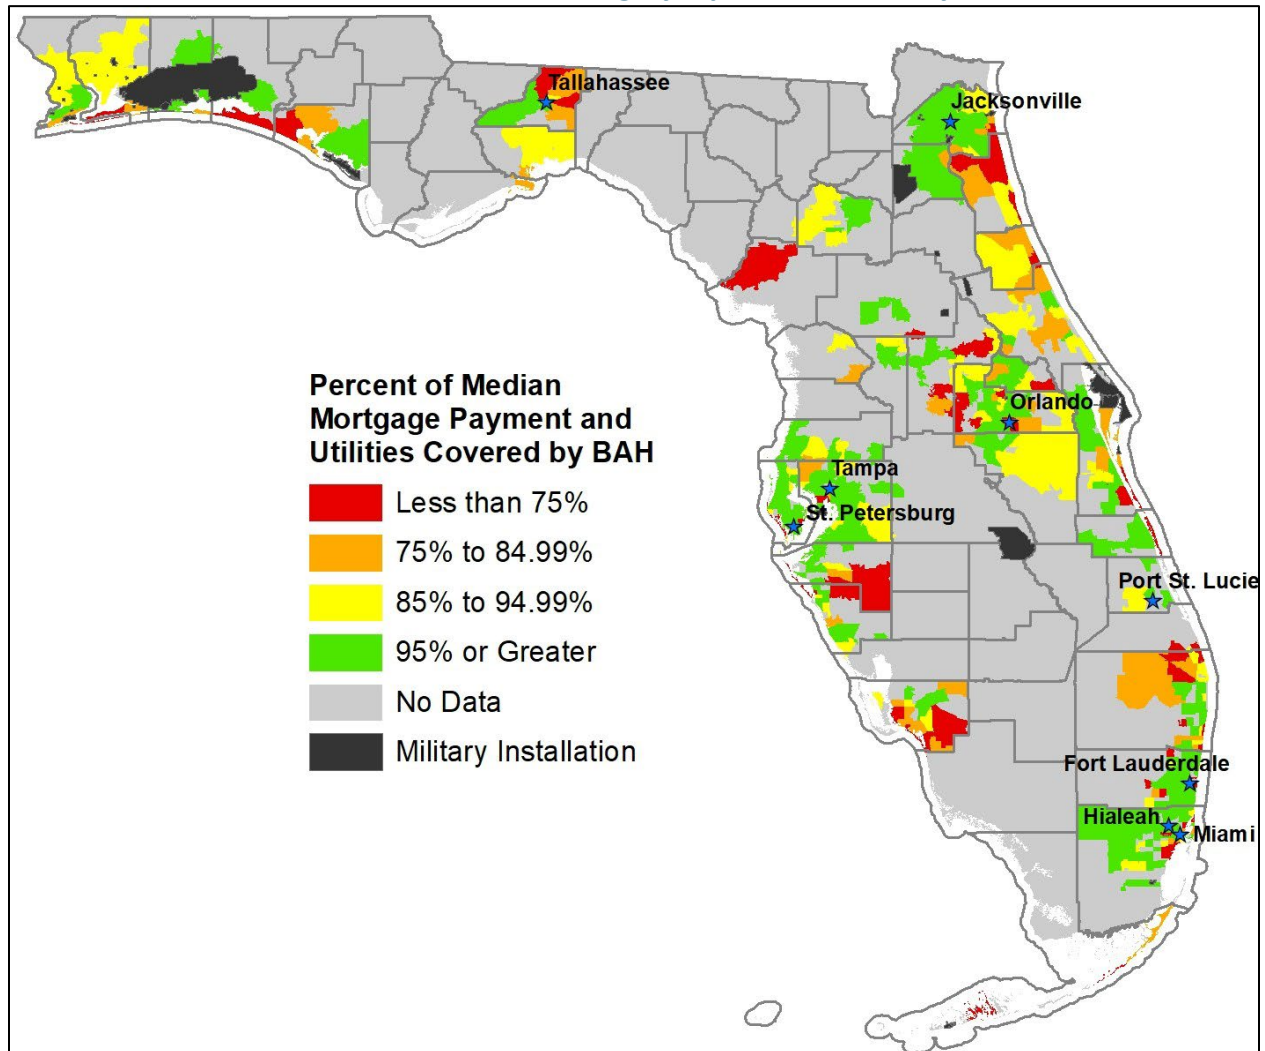 Tallahassee
Jacksonville
Percent of Median
Mortgage Payment and
Utilities Covered by BAH
Less than 75%
75% to 84.99%
85% to 94.99%
95% or Greater
No Data
Military Installation
Orlando
Tampa
St. Petersburg
Port St. Lucie
Fort Lauderdale
Hialeah
Miami